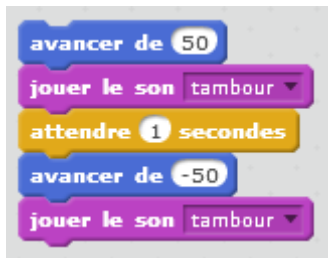 avancer de 50
jouer le son tambour
attendre 1 secondes
avancer de -50
jouer le son tambour